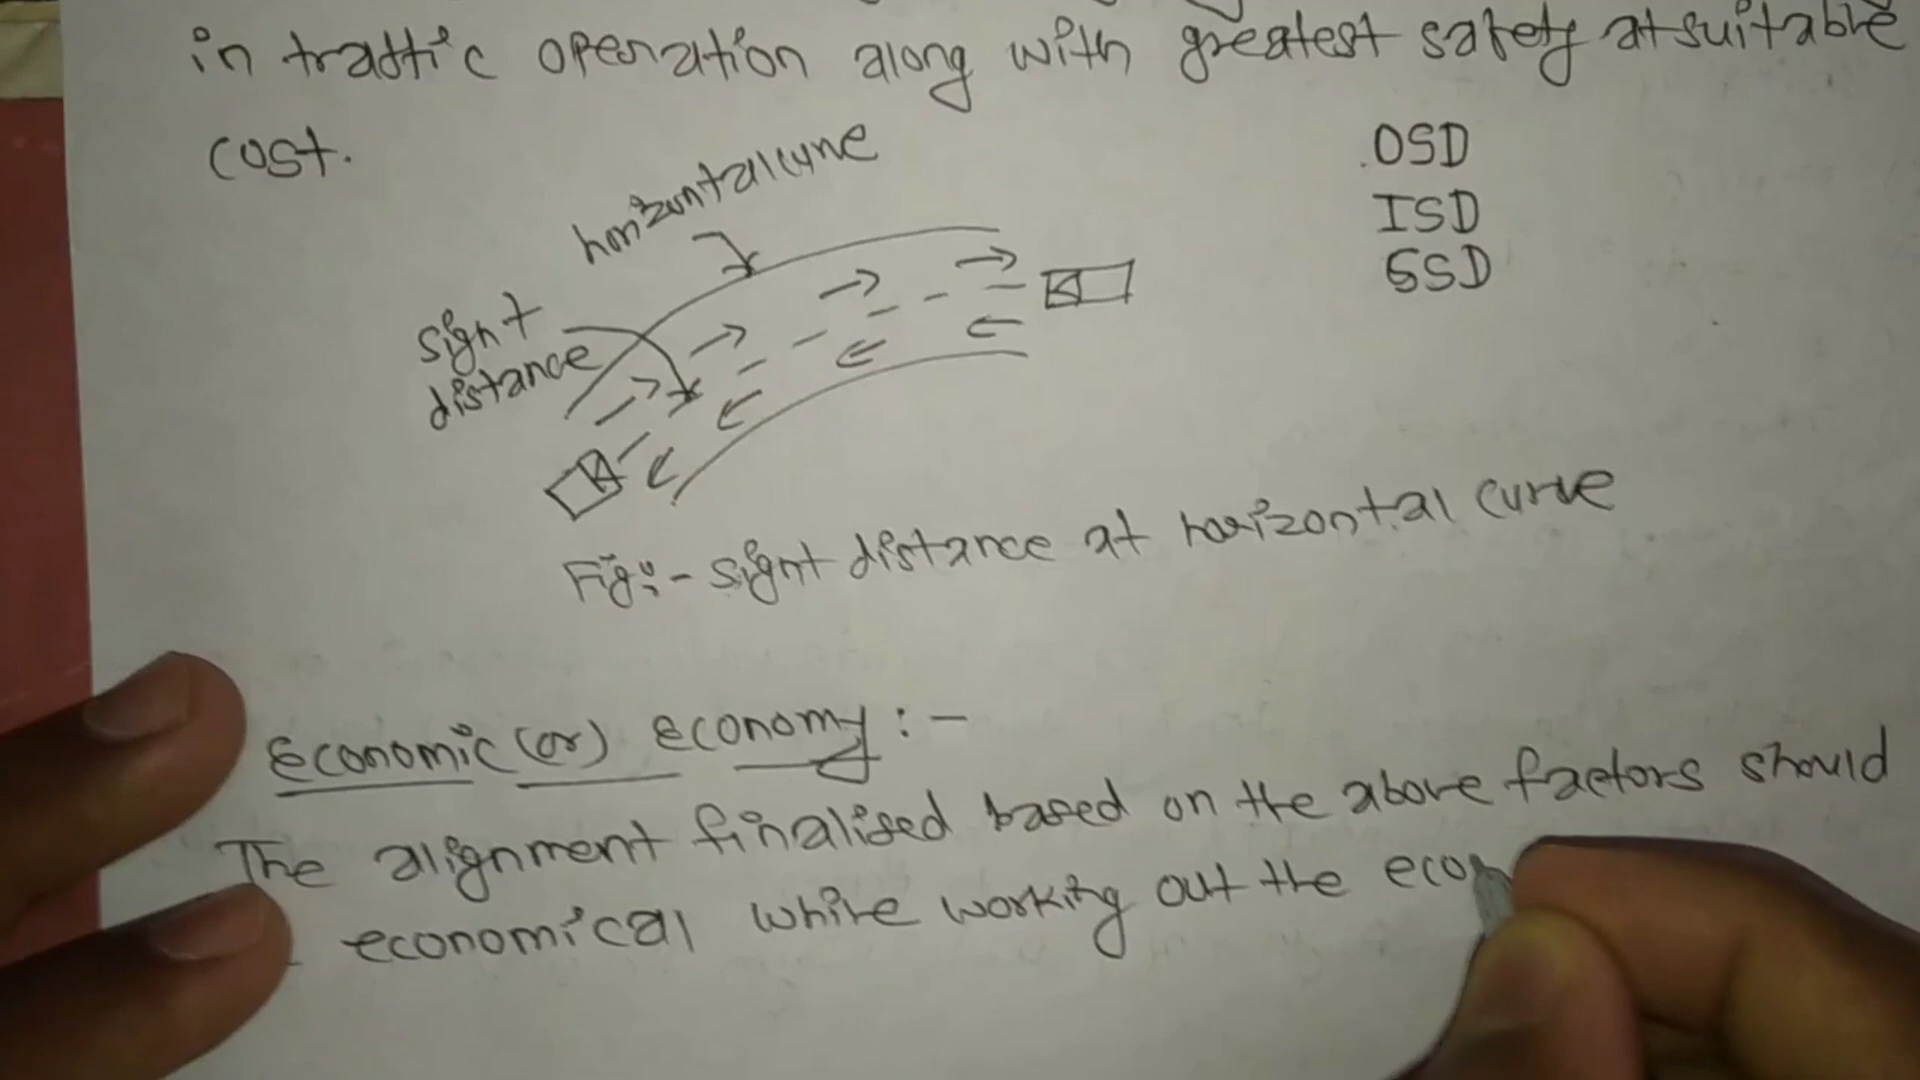 in traffic operation along with greatest safety at suitable
cost.
horizontal curve
OSD
ISD
SSD
sight
distance
Fig:- sight distance at horizontal curve
Economic (or) economy :-
The alignment finalised based on the above factors should
economical while working out the econ